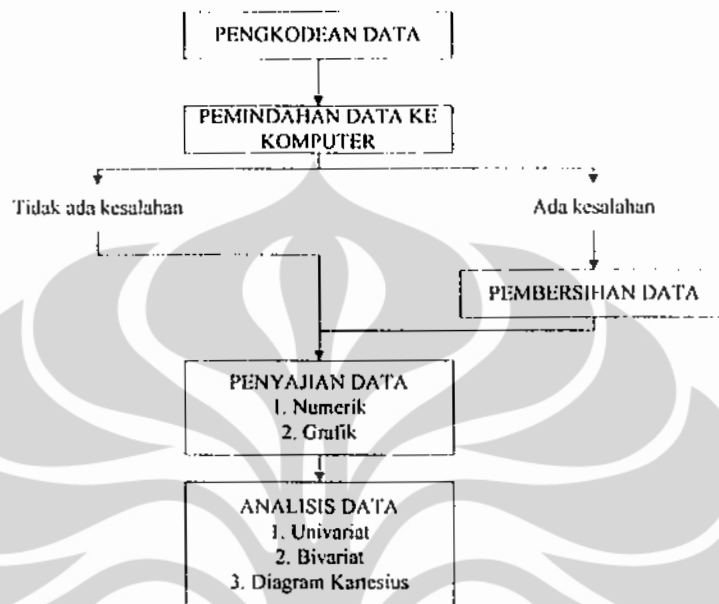 PENGKODEAN DATA
PEMINDAHAN DATA KE
KOMPUTER
Tidak ada kesalahan
Ada kesalahan
PEMBERSIHAN DATA
PENYAJIAN DATA
1. Numerik
2. Grafik
ANALISIS DATA
1. Univariat
2. Bivariat
3. Diagram Kartesius